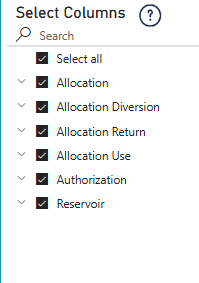 Select Columns ?
Search
Select all
Allocation
Allocation Diversion
Allocation Return
Allocation Use
Authorization
Reservoir